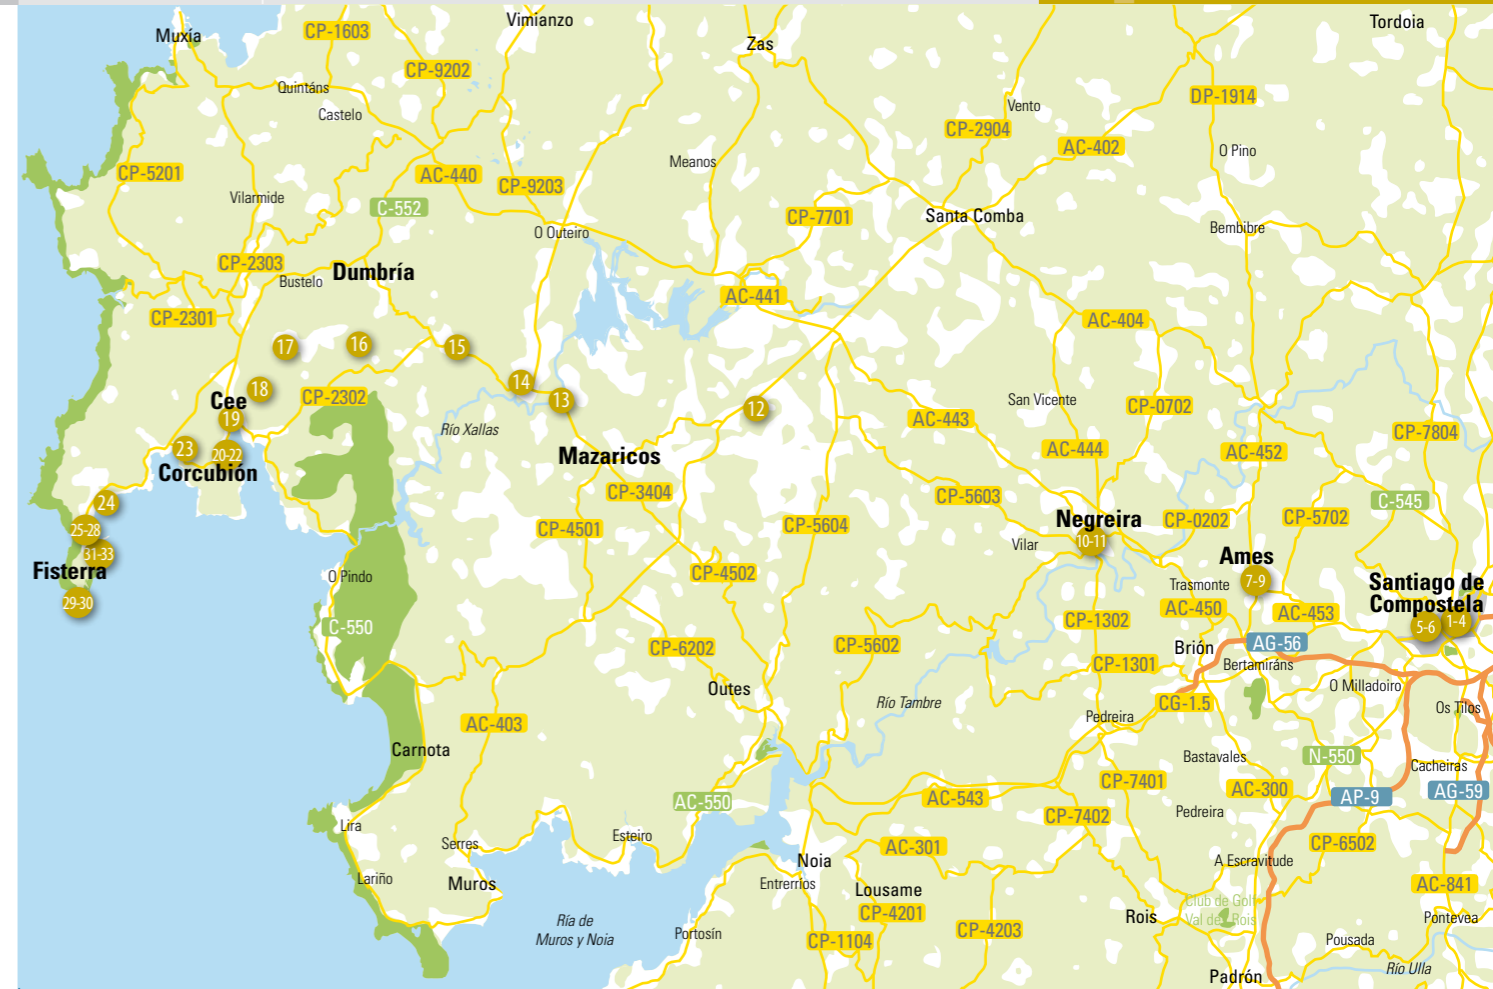 Muxía
CP-1603
Vimianzo
Zas
Tordoia
CP-9202
Quintáns
Castelo
DP-1914
Vento
CP-2904
AC-402
O Pino
Meanos
CP-5201
AC-440
CP-9203
Vilarmide
C-552
CP-7701
Santa Comba
O Outeiro
Bembibre
CP-2303
Dumbría
Bustelo
AC-441
CP-2301
AC-404
17
16
15
14
13
12
18
CP-2302
Cee
19
Río Xallas
San Vicente
CP-0702
AC-443
CP-7804
23
20-22
Corcubión
Mazaricos
AC-444
AC-452
24
CP-3404
CP-5603
C-545
25-28
CP-4501
CP-5604
Negreira
10-11
CP-0202
CP-5702
31-33
Fisterra
Vilar
Ames
7-9
29-30
O Pindo
CP-4502
Trasmonte
Santiago de
Compostela
5-6
1-4
C-550
AC-450
AC-453
CP-1302
CP-6202
CP-5602
Brión
AG-56
CP-1301
Bertamiráns
Outes
O Milladoiro
Río Tambre
CG-1.5
Os Tilos
AC-403
Pedreira
Carnota
Bastavales
N-550
Cacheiras
CP-7401
AC-300
AP-9
AG-59
AC-550
AC-543
Pedreira
CP-7402
Lira
Serres
Esteiro
AC-301
CP-6502
Noia
A Escravitude
Lariño
Muros
Entrerríos
Lousame
AC-841
Club de Golf
Val de Rois
CP-4201
Rois
Pontevea
Ría de
Muros y Noia
Portosín
CP-1104
CP-4203
Pousada
Padrón
Río Ulla